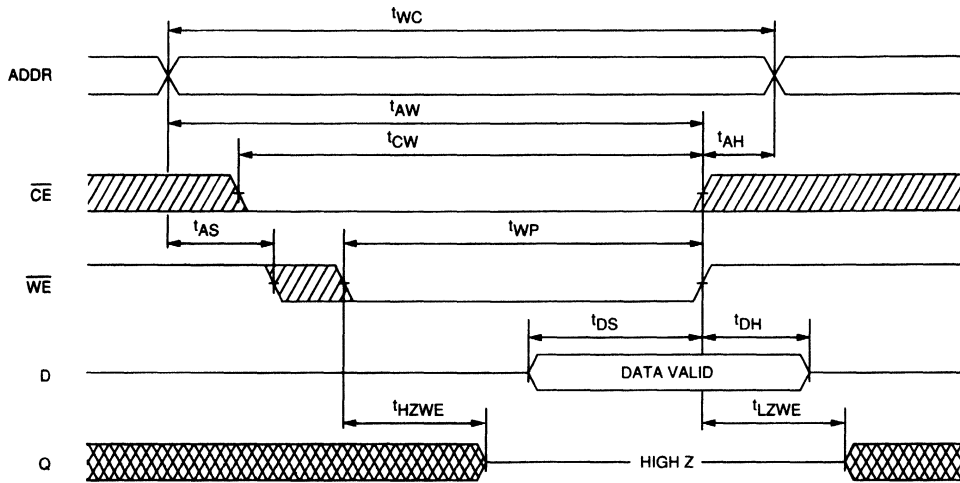 tWC
ADDR
tAW
tCW
tAH
CE
tAS
tWP
WE
tDS
tDH
D
DATA VALID
tHZWE
tLZWE
Q
HIGH Z